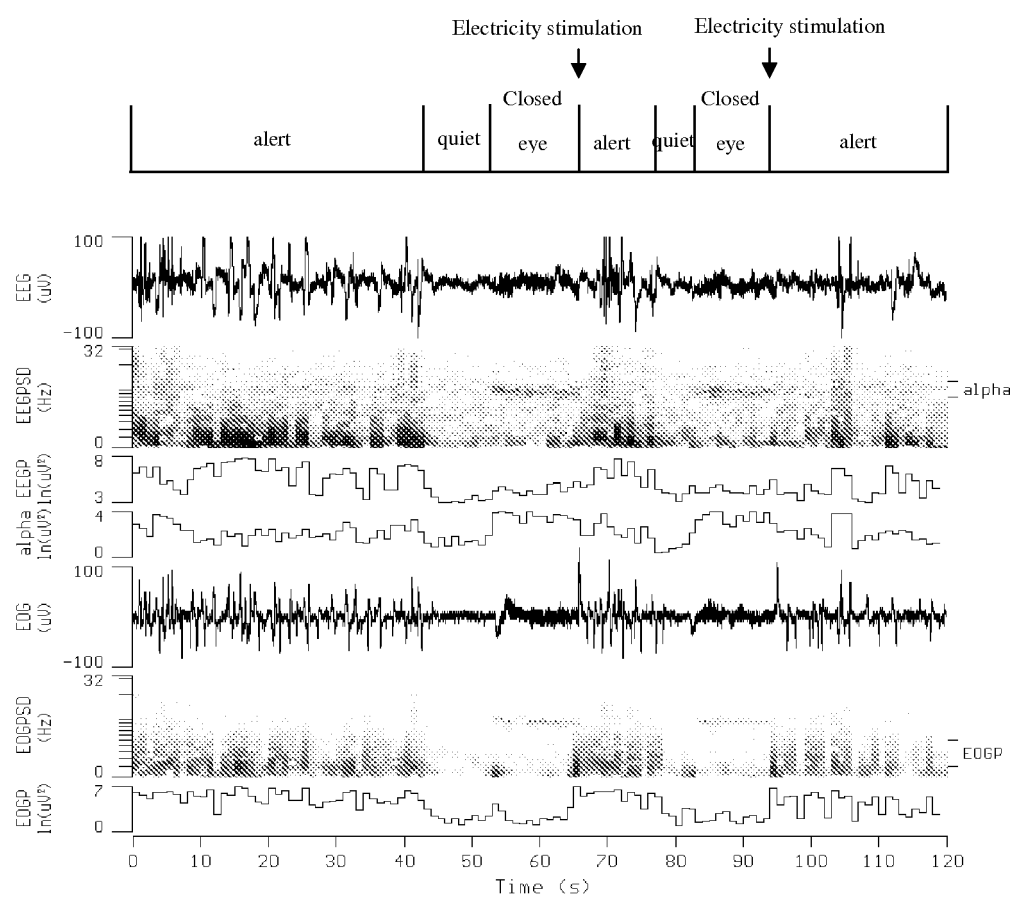 Electricity stimulation Electricity stimulation
Closed Closed
alert quiet eye alert quiet eye alert
100
EEG
(uV)
-100
32
EEGPSD
(Hz)
alpha
0
8
EEGP
ln(uV²)
3
4
alpha
ln(uV²)
0
100
EOG
(uV)
-100
32
EOGPSD
(Hz)
EOGP
0
7
EOGP
ln(uV²)
0
0 10 20 30 40 50 60 70 80 90 100 110 120
Time (s)